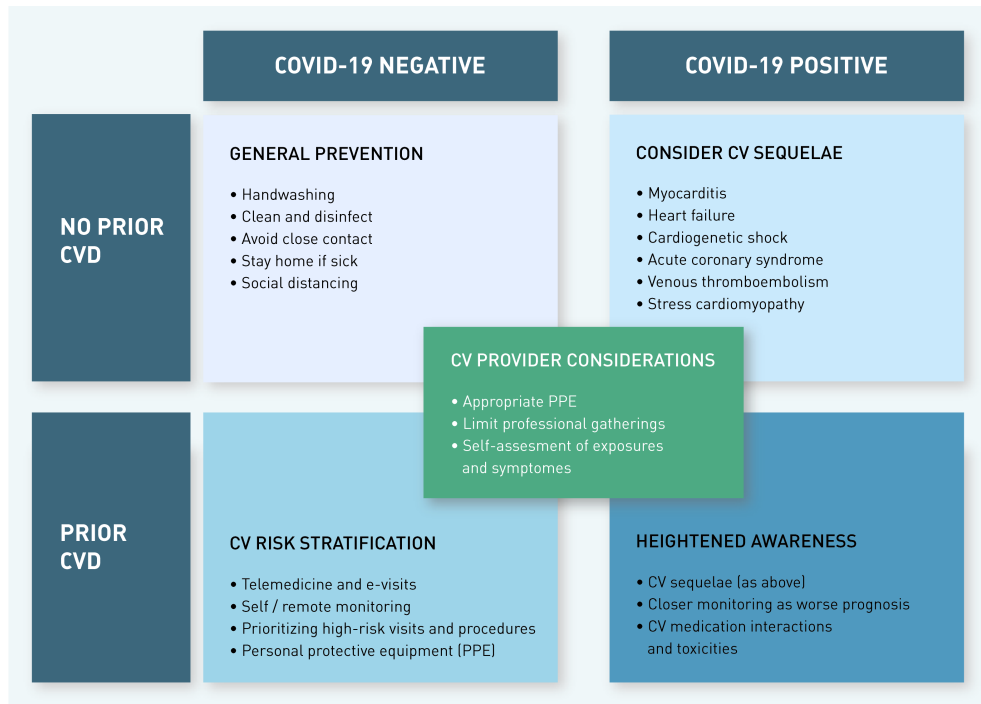 COVID-19 NEGATIVE
COVID-19 POSITIVE
NO PRIOR
CVD
GENERAL PREVENTION
• Handwashing
• Clean and disinfect
• Avoid close contact
• Stay home if sick
• Social distancing
CONSIDER CV SEQUELAE
• Myocarditis
• Heart failure
• Cardiogenetic shock
• Acute coronary syndrome
• Venous thromboembolism
• Stress cardiomyopathy
CV PROVIDER CONSIDERATIONS
• Appropriate PPE
• Limit professional gatherings
• Self-assesment of exposures
and symptomes
PRIOR
CVD
CV RISK STRATIFICATION
• Telemedicine and e-visits
• Self / remote monitoring
• Prioritizing high-risk visits and procedures
• Personal protective equipment (PPE)
HEIGHTENED AWARENESS
• CV sequelae (as above)
• Closer monitoring as worse prognosis
• CV medication interactions
and toxicities